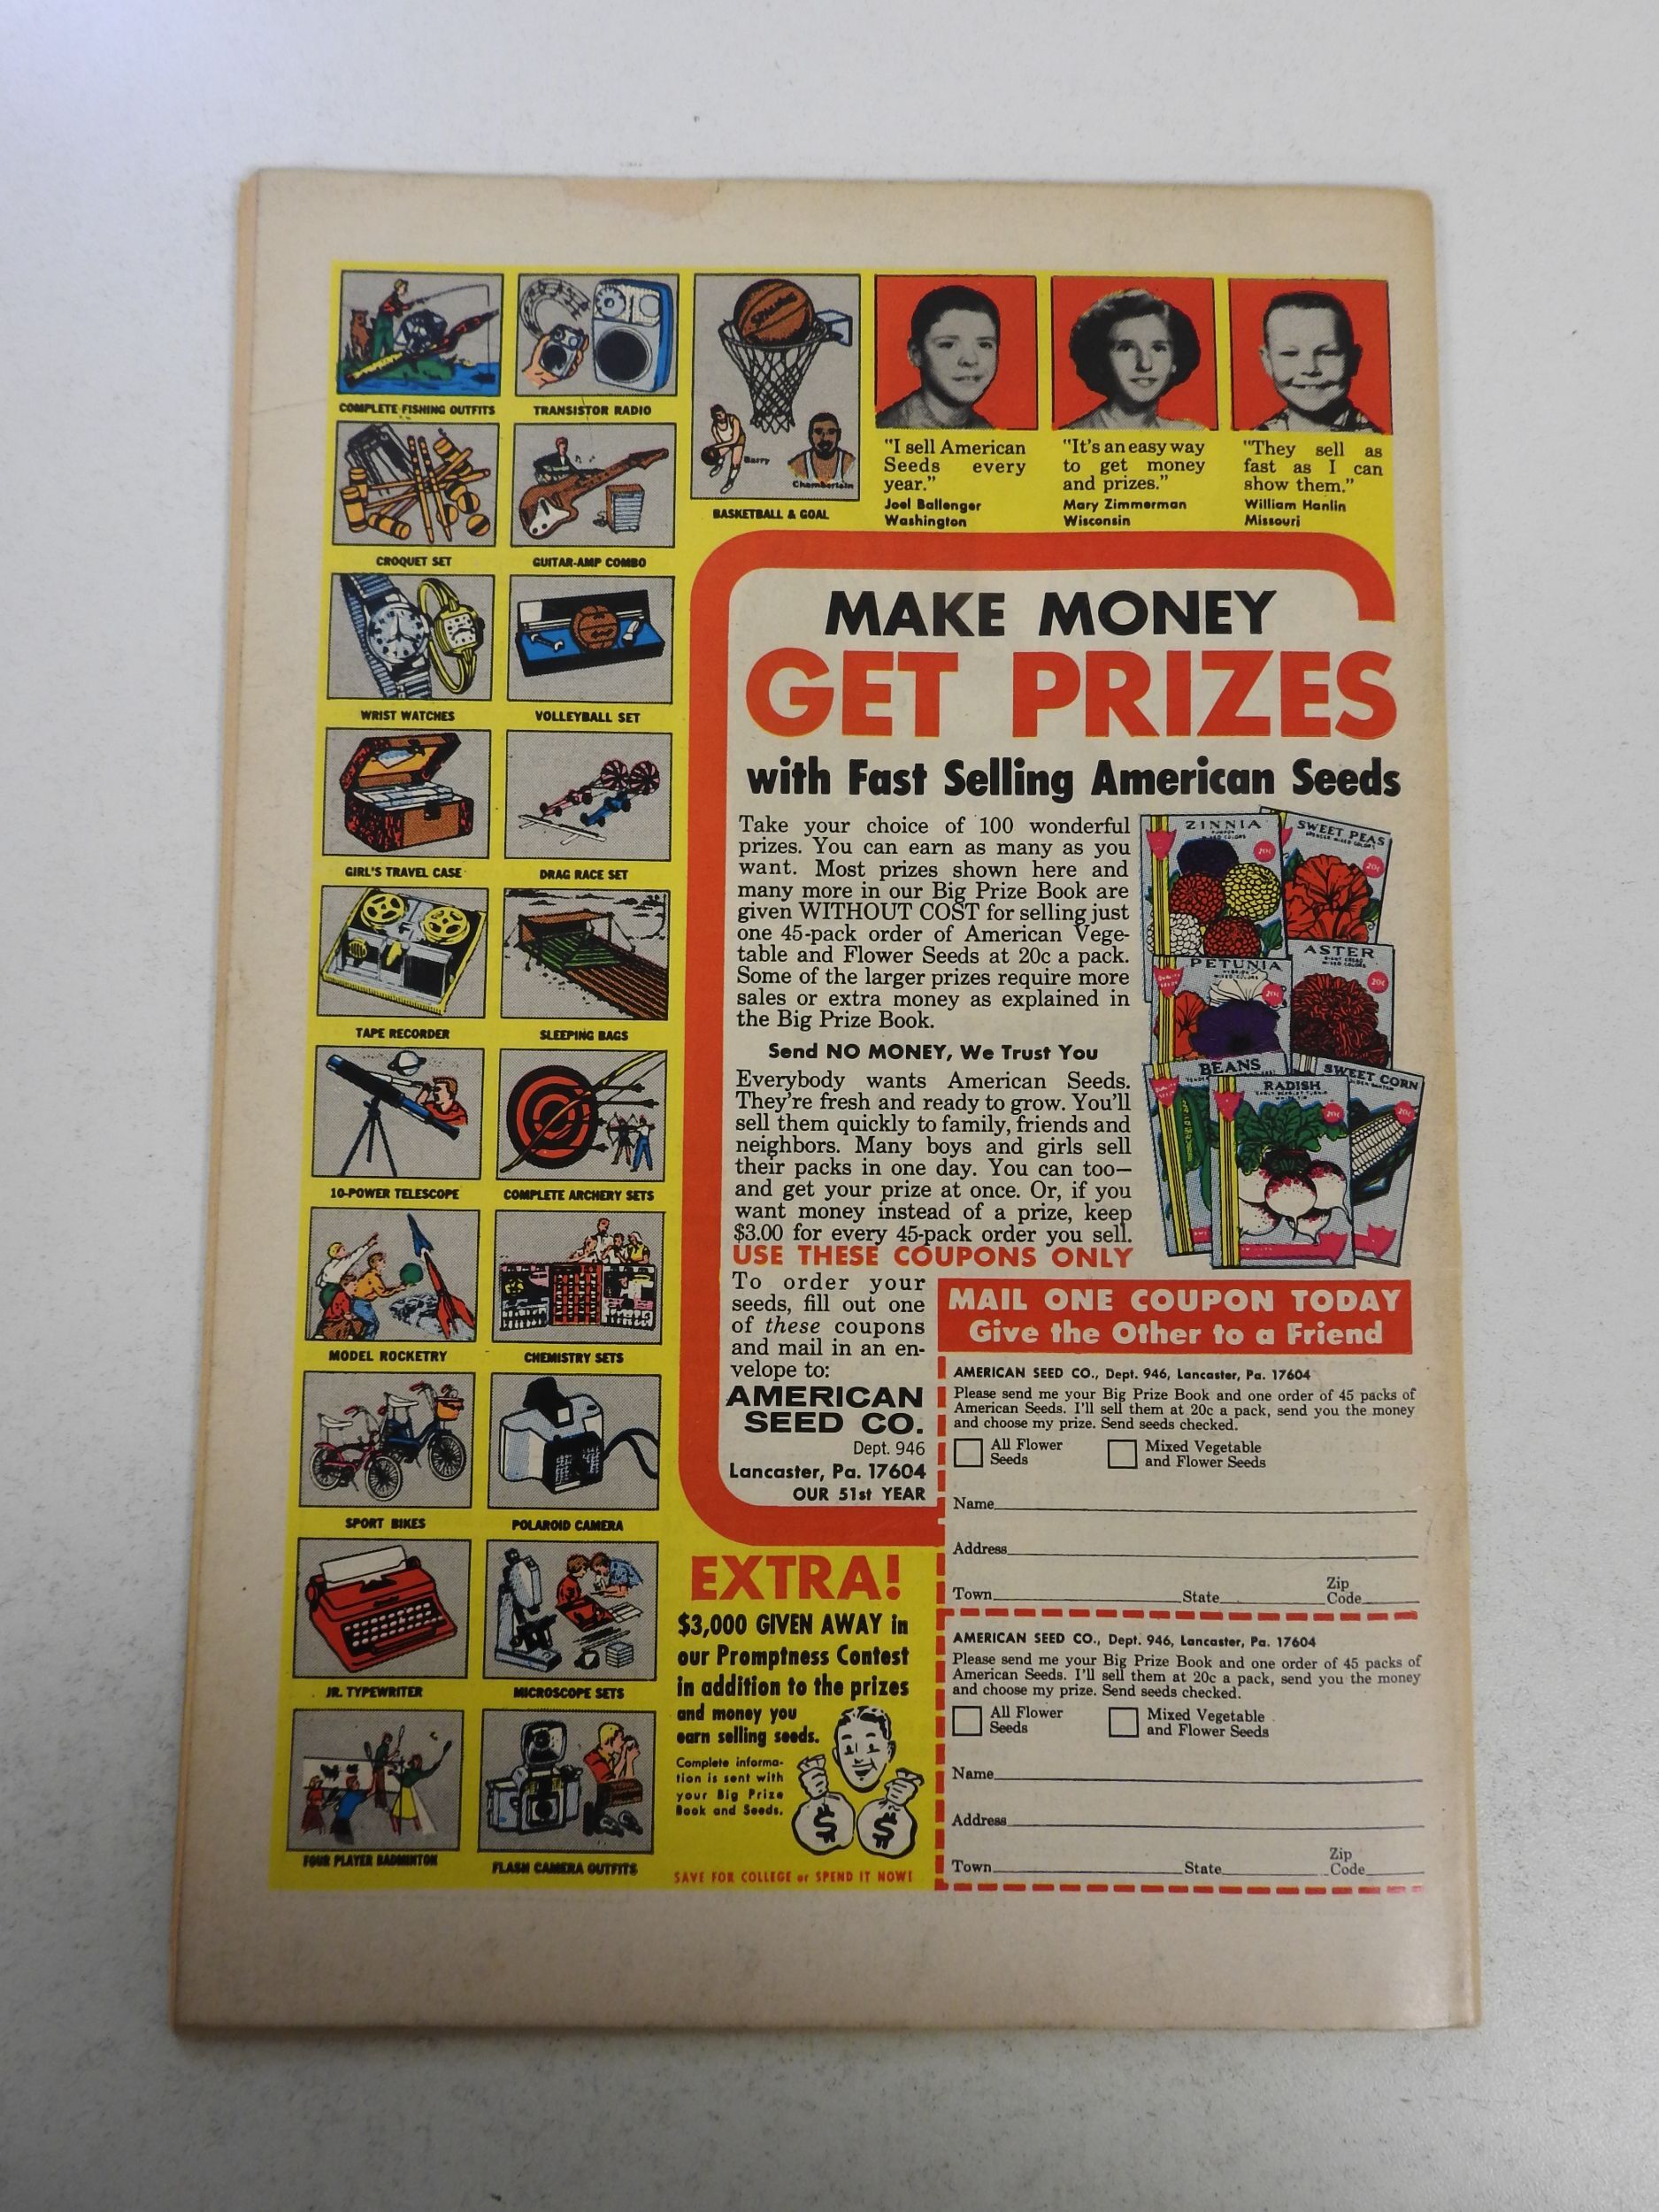 COMPLETE FISHING OUTFITS
TRANSISTOR RADIO
SPALDING
Barry
Chamberlain
BASKETBALL & GOAL
CROQUET SET
GUITAR-AMP COMBO
WRIST WATCHES
VOLLEYBALL SET
GIRL'S TRAVEL CASE
DRAG RACE SET
TAPE RECORDER
SLEEPING BAGS
10-POWER TELESCOPE
COMPLETE ARCHERY SETS
MODEL ROCKETRY
CHEMISTRY SETS
SPORT BIKES
POLAROID CAMERA
JR. TYPEWRITER
MICROSCOPE SETS
FOUR PLAYER BADMINTON
FLASH CAMERA OUTFITS
"I sell American
Seeds every
year."
Joel Ballenger
Washington
"It's an easy way
to get money
and prizes."
Mary Zimmerman
Wisconsin
"They sell as
fast as I can
show them."
William Hanlin
Missouri
MAKE MONEY
GET PRIZES
with Fast Selling American Seeds
Take your choice of 100 wonderful
prizes. You can earn as many as you
want. Most prizes shown here and
many more in our Big Prize Book are
given WITHOUT COST for selling just
one 45-pack order of American Vege-
table and Flower Seeds at 20c a pack.
Some of the larger prizes require more
sales or extra money as explained in
the Big Prize Book.
Send NO MONEY, We Trust You
Everybody wants American Seeds.
They're fresh and ready to grow. You'll
sell them quickly to family, friends and
neighbors. Many boys and girls sell
their packs in one day. You can too—
and get your prize at once. Or, if you
want money instead of a prize, keep
$3.00 for every 45-pack order you sell.
USE THESE COUPONS ONLY
ZINNIA
MIXED COLORS
20¢
SWEET PEAS
20¢
PETUNIA
MIXED COLORS
20¢
ASTER
MIXED COLORS
20¢
BEANS
RADISH
20¢
SWEET CORN
20¢
To order your
seeds, fill out one
of these coupons
and mail in an en-
velope to:
AMERICAN
SEED CO.
Dept. 946
Lancaster, Pa. 17604
OUR 51st YEAR
MAIL ONE COUPON TODAY
Give the Other to a Friend
AMERICAN SEED CO., Dept. 946, Lancaster, Pa. 17604
Please send me your Big Prize Book and one order of 45 packs of
American Seeds. I'll sell them at 20c a pack, send you the money
and choose my prize. Send seeds checked.
All Flower
Seeds
Mixed Vegetable
and Flower Seeds
Name
Address
Town State Zip
Code
AMERICAN SEED CO., Dept. 946, Lancaster, Pa. 17604
Please send me your Big Prize Book and one order of 45 packs of
American Seeds. I'll sell them at 20c a pack, send you the money
and choose my prize. Send seeds checked.
All Flower
Seeds
Mixed Vegetable
and Flower Seeds
Name
Address
Town State Zip
Code
EXTRA!
$3,000 GIVEN AWAY in
our Promptness Contest
in addition to the prizes
and money you
earn selling seeds.
Complete informa-
tion is sent with
your Big Prize
Book and Seeds.
$ $
SAVE FOR COLLEGE or SPEND IT NOW!